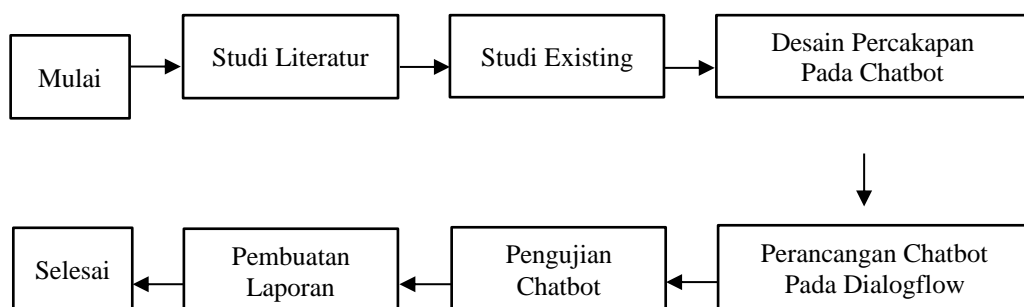 Mulai
Studi Literatur
Studi Existing
Desain Percakapan
Pada Chatbot
Perancangan Chatbot
Pada Dialogflow
Pengujian
Chatbot
Pembuatan
Laporan
Selesai